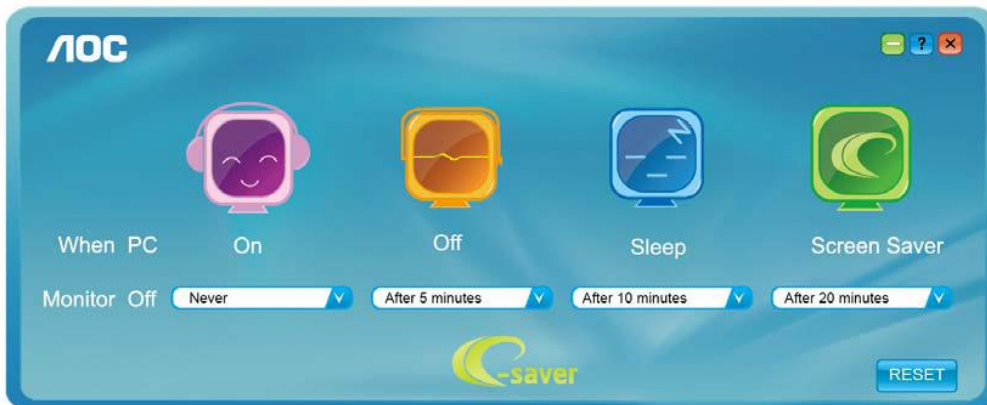 AOC
?
When PC On Off Sleep Screen Saver
Monitor Off Never After 5 minutes After 10 minutes After 20 minutes
e-saver
RESET